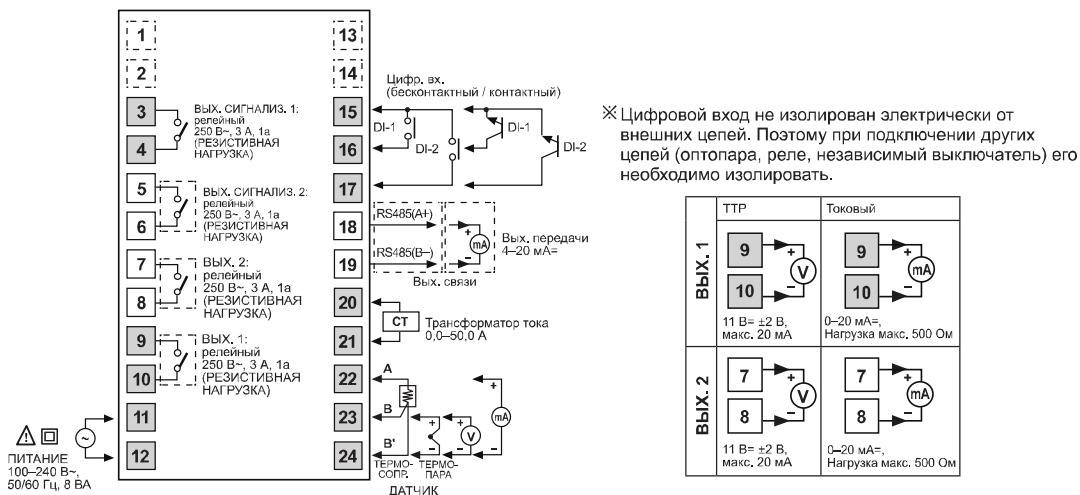 1
2
3
4
5
6
7
8
9
10
11
12
ВЫХ. СИГНАЛИЗ. 1:
релейный
250 В~, 3 А, 1а
(РЕЗИСТИВНАЯ
НАГРУЗКА)
ВЫХ. СИГНАЛИЗ. 2:
релейный
250 В~, 3 А, 1а
(РЕЗИСТИВНАЯ
НАГРУЗКА)
ВЫХ. 2:
релейный
250 В~, 3 А, 1а
(РЕЗИСТИВНАЯ
НАГРУЗКА)
ВЫХ. 1:
релейный
250 В~, 3 А, 1а
(РЕЗИСТИВНАЯ
НАГРУЗКА)
~
ПИТАНИЕ
100–240 В~,
50/60 Гц, 8 ВА
13
14
15
16
17
18
19
20
21
22
23
24
Цифр. вх.
(бесконтактный / контактный)
DI-1
DI-2
DI-1
DI-2
RS485(A+)
RS485(B–)
+
mA
–
Вых. передачи
4–20 мА=
Вых. связи
CT
Трансформатор тока
0,0–50,0 А
A
B
B'
+
–
+
V
–
+
mA
–
ТЕРМО-
СОПР.
ТЕРМО-
ПАРА
ДАТЧИК
※ Цифровой вход не изолирован электрически от
внешних цепей. Поэтому при подключении других
цепей (оптопара, реле, независимый выключатель) его
необходимо изолировать.
ТТР
Токовый
ВЫХ. 1
9
10
+
V
–
11 В= ±2 В,
макс. 20 мА
9
10
+
mA
–
0–20 мА=,
Нагрузка макс. 500 Ом
ВЫХ. 2
7
8
+
V
–
11 В= ±2 В,
макс. 20 мА
7
8
+
mA
–
0–20 мА=,
Нагрузка макс. 500 Ом